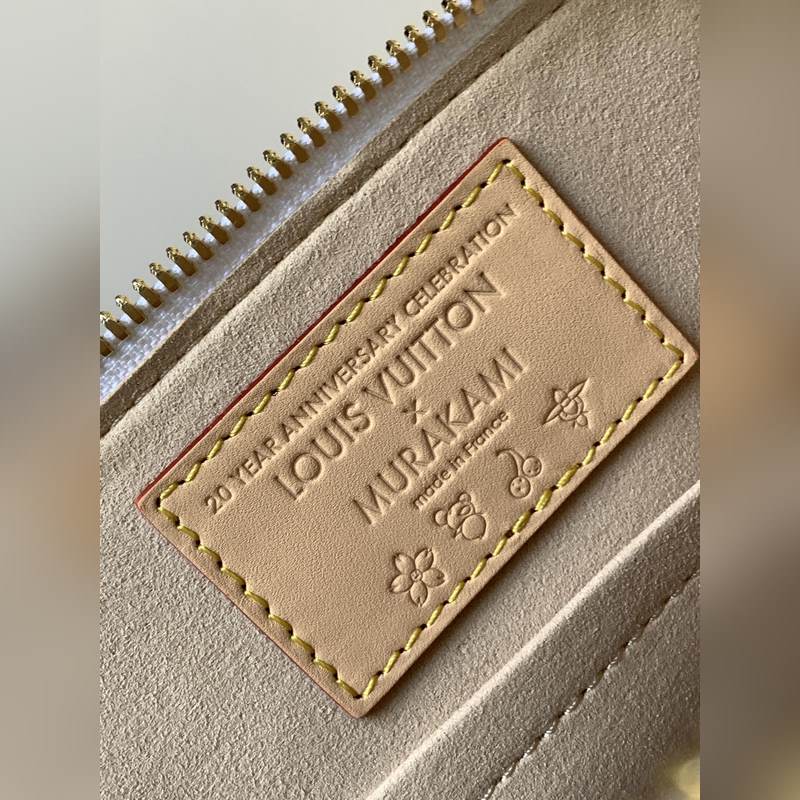 20 YEAR ANNIVERSARY CELEBRATION
LOUIS VUITTON
X
MURAKAMI
made in France